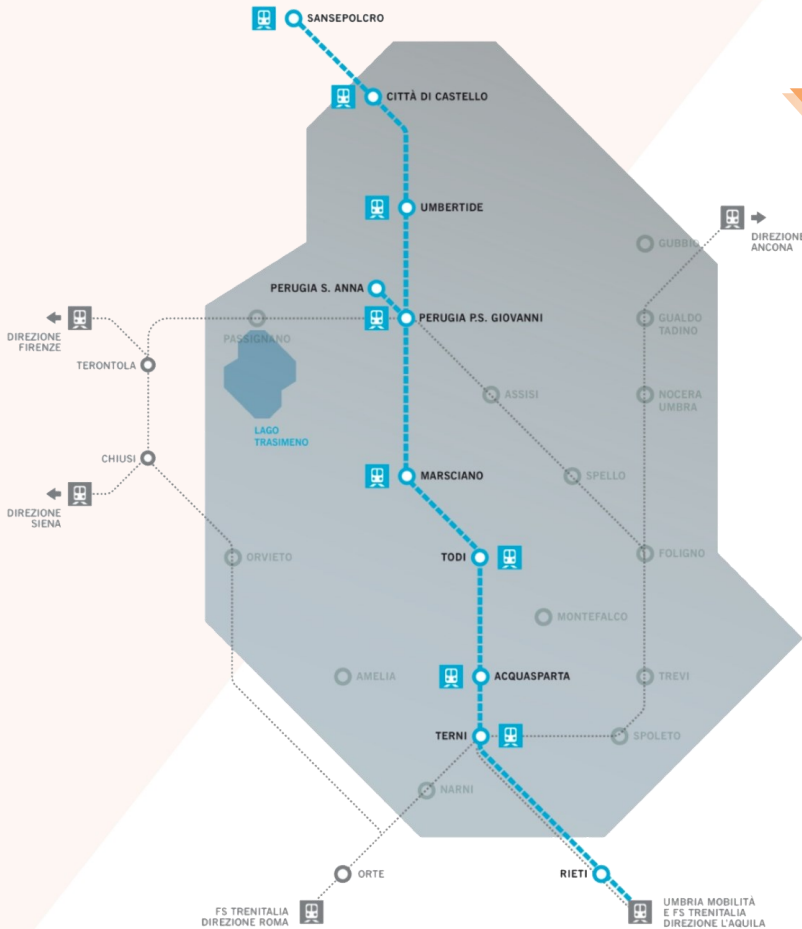 SANSEPOLCRO
CITTÀ DI CASTELLO
UMBERTIDE
GUBBIO
DIREZIONE
ANCONA
PERUGIA S. ANNA
PERUGIA P.S. GIOVANNI
GUALDO
TADINO
DIREZIONE
FIRENZE
PASSIGNANO
TERONTOLA
ASSISI
NOCERA
UMBRA
LAGO
TRASIMENO
CHIUSI
MARSCIANO
SPELLO
DIREZIONE
SIENA
ORVIETO
TODI
FOLIGNO
MONTEFALCO
AMELIA
ACQUASPARTA
TREVI
TERNI
SPOLETO
NARNI
ORTE
RIETI
FS TRENITALIA
DIREZIONE ROMA
UMBRIA MOBILITÀ
E FS TRENITALIA
DIREZIONE L'AQUILA